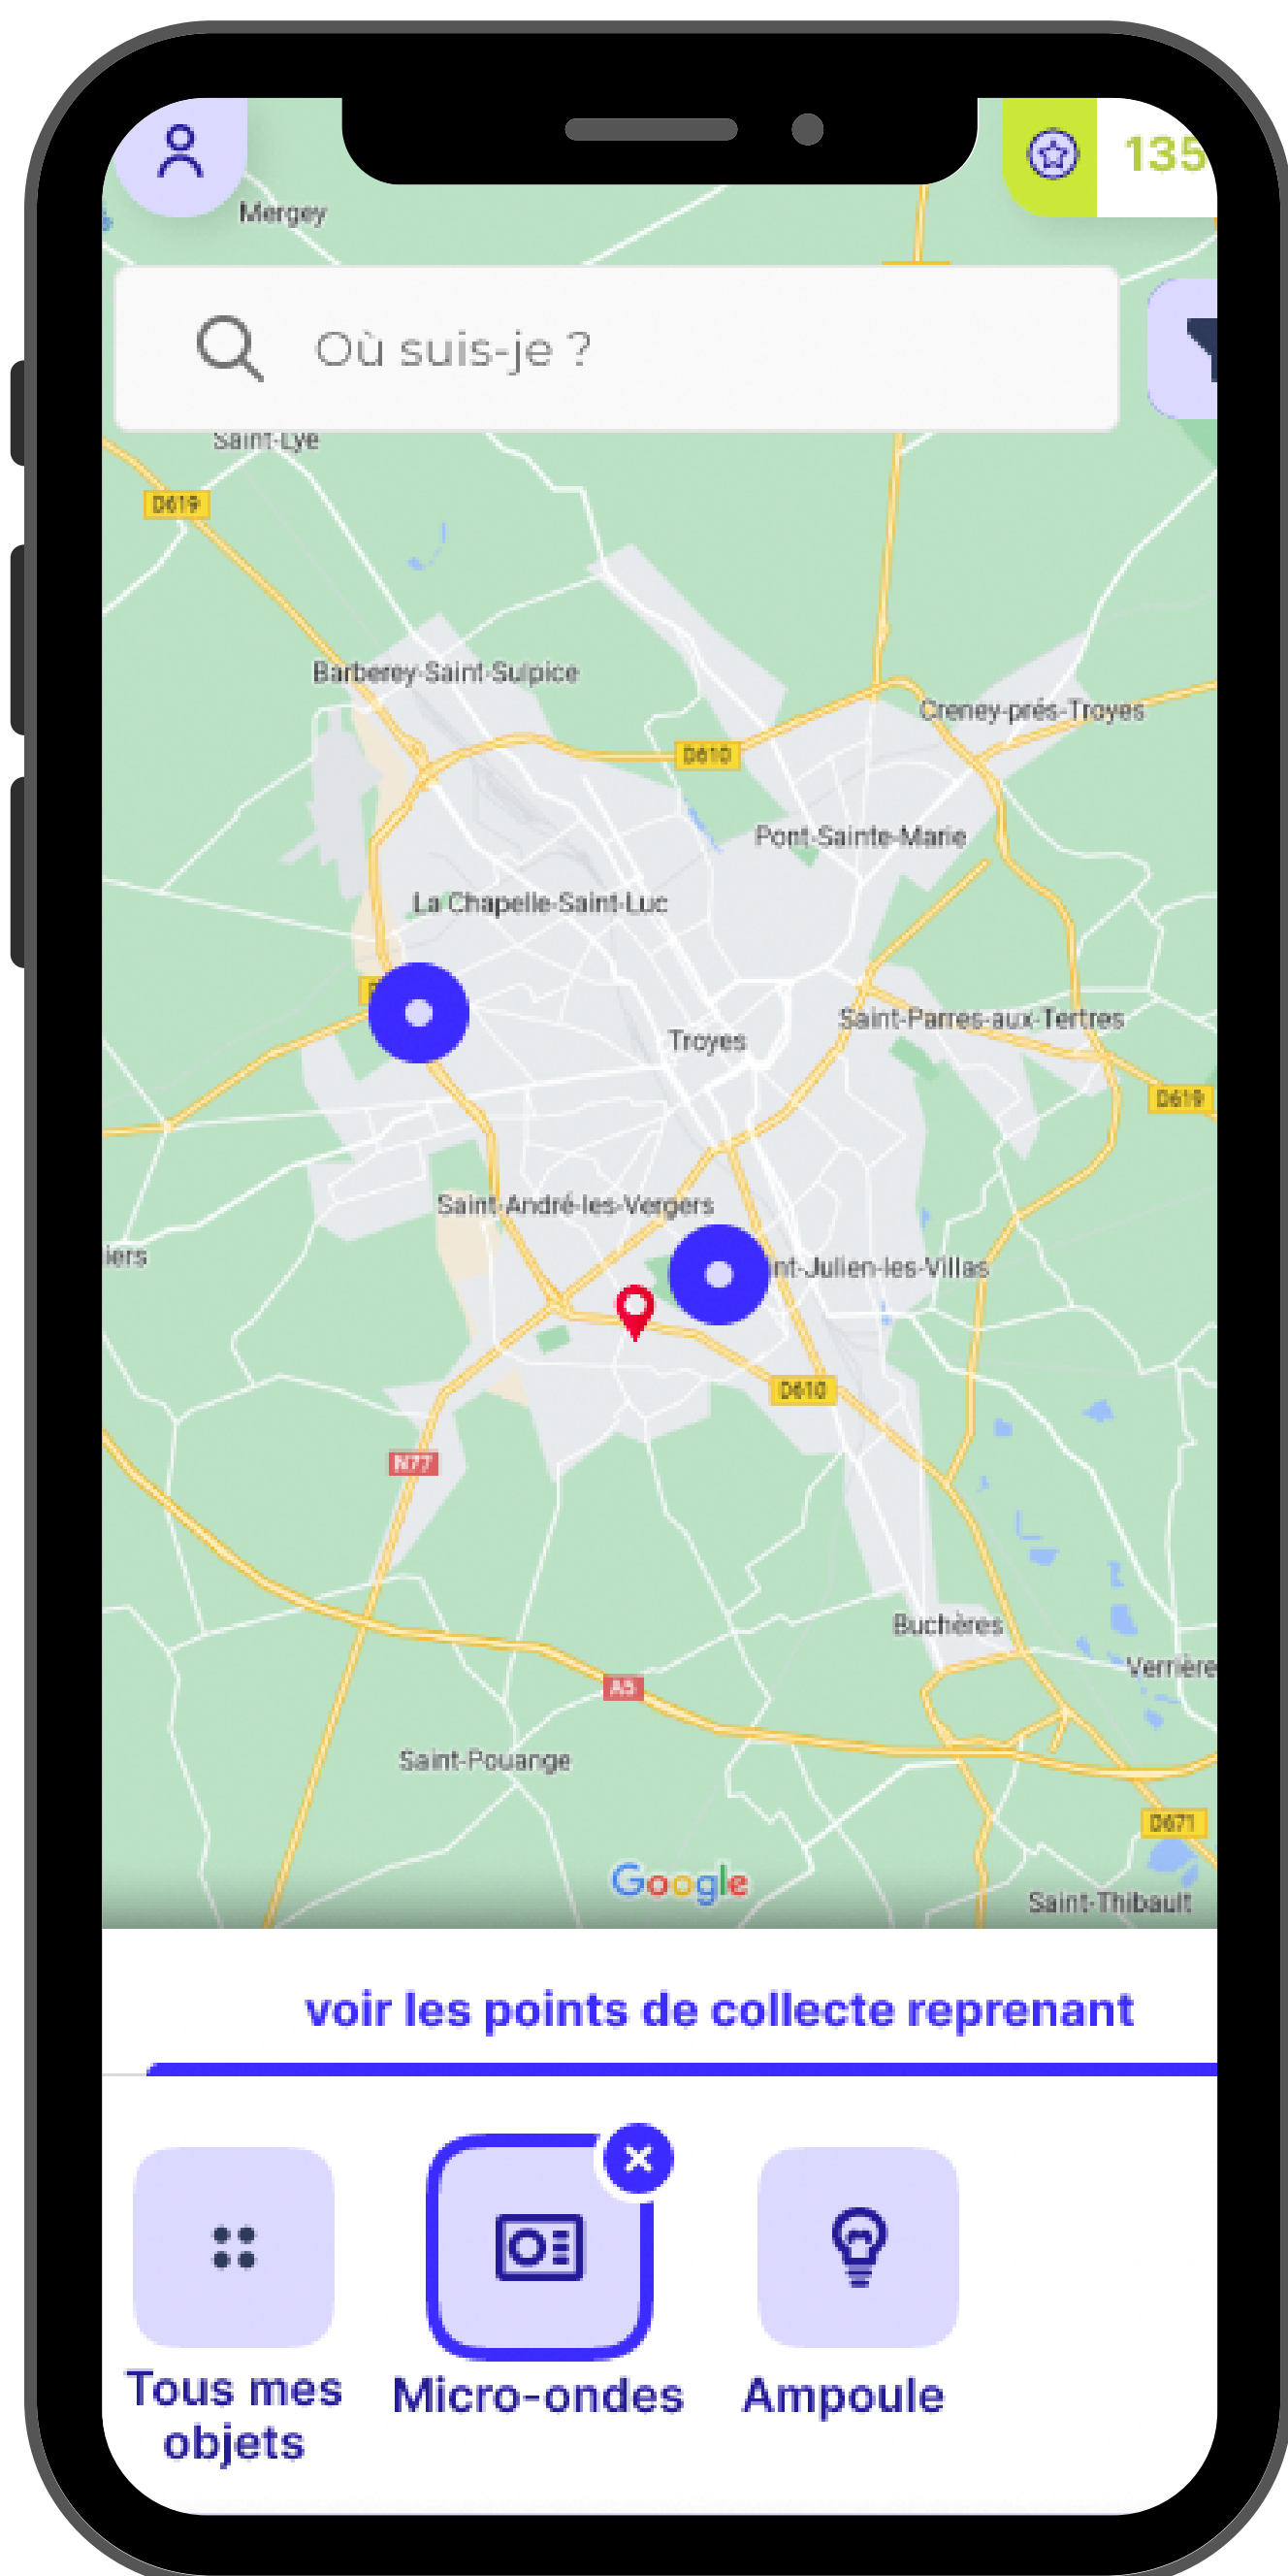 135
Mergey
Où suis-je ?
Saint-Lyé
D619
Barberey-Saint-Sulpice
Creney-prés-Troyes
D610
Pont-Sainte-Marie
La Chapelle-Saint-Luc
Saint-Parres-aux-Tertres
Troyes
D619
Saint-André-les-Vergers
iers
int-Julien-les-Villas
D610
N77
Buchères
Verrière
A5
Saint-Pouange
D671
Google
Saint-Thibault
voir les points de collecte reprenant
Tous mes
objets
Micro-ondes
Ampoule